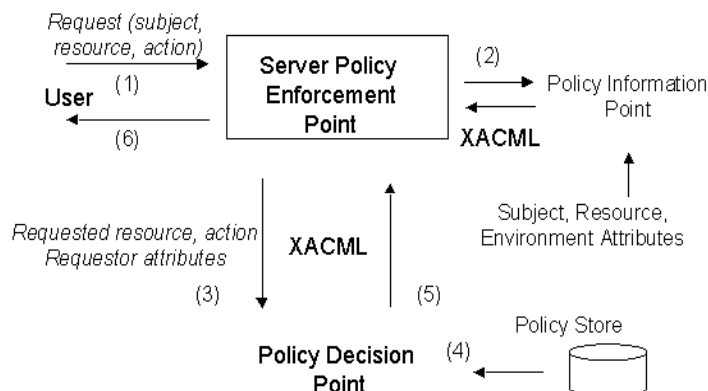 Request (subject,
resource, action)
(1)
User
(6)
Server Policy
Enforcement
Point
(2)
XACML
Policy Information
Point
Subject, Resource,
Environment Attributes
Requested resource, action
Requestor attributes
(3)
XACML
(5)
Policy Store
(4)
Policy Decision
Point